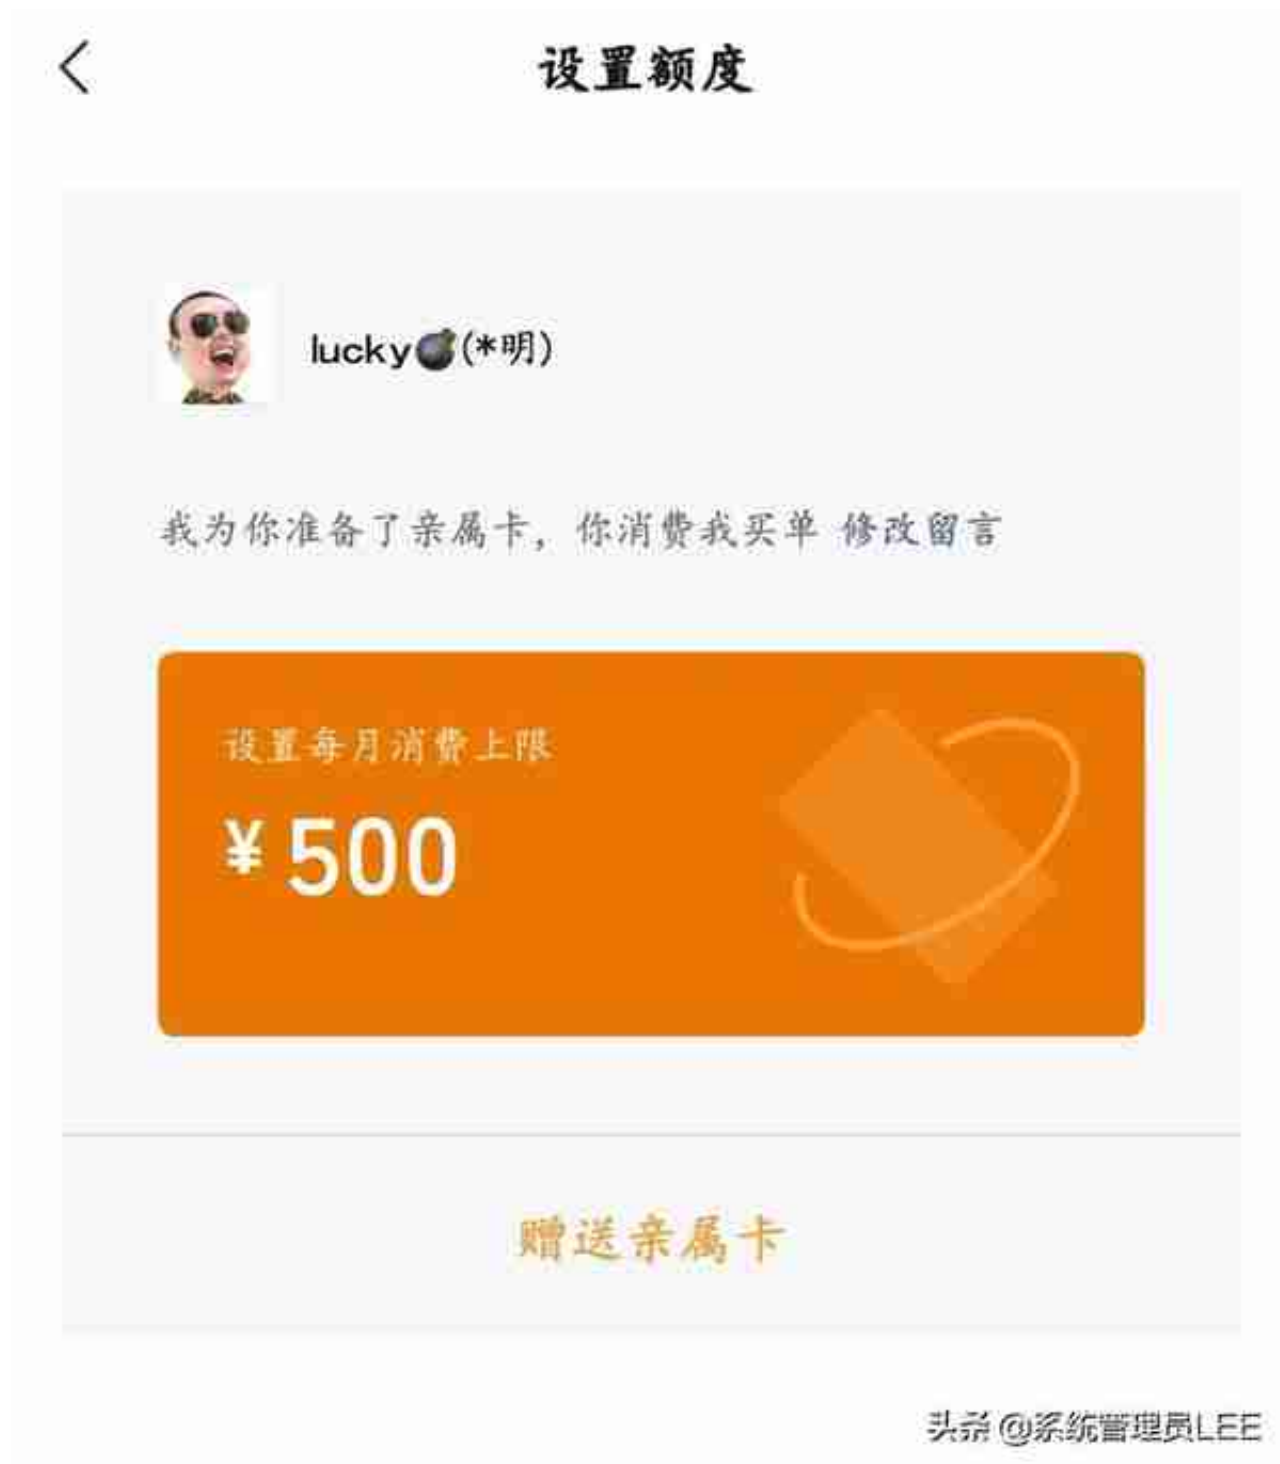 设置额度
lucky💣(*明)
我为你准备了亲属卡，你消费我买单 修改留言
设置每月消费上限
¥500
赠送亲属卡
头条 @系统管理员LEE